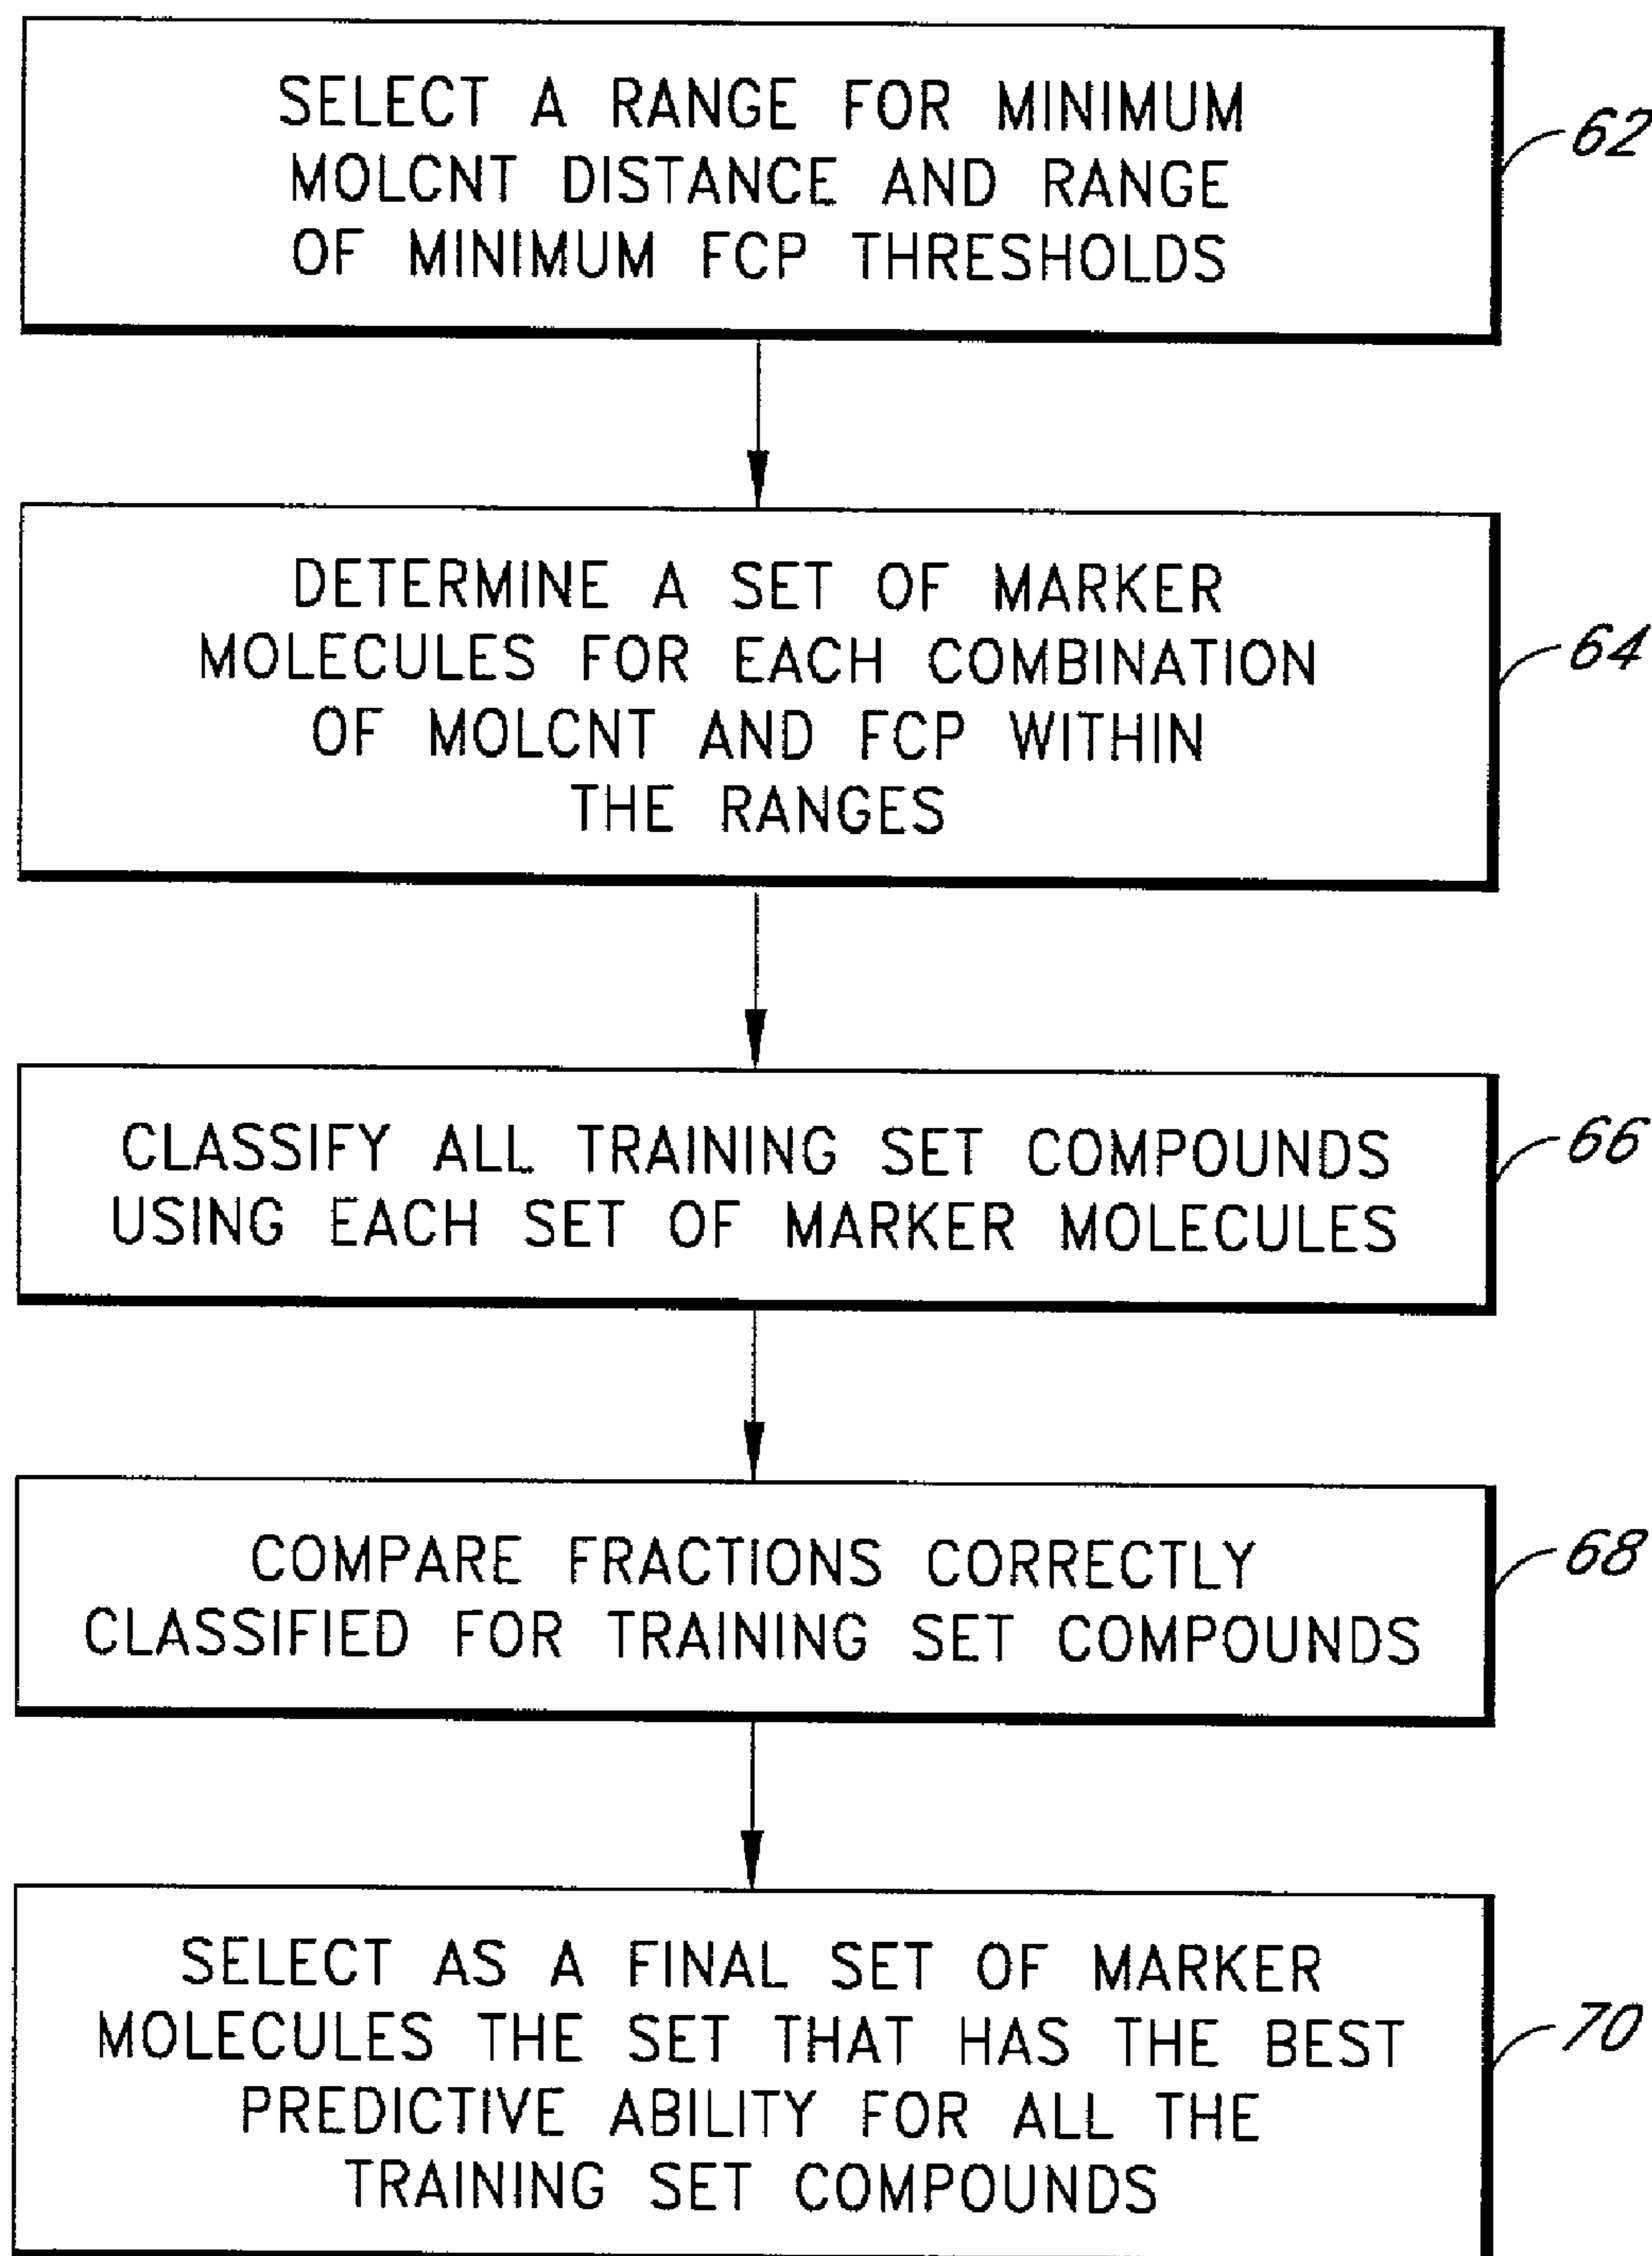 SELECT A RANGE FOR MINIMUM
MOLCNT DISTANCE AND RANGE
OF MINIMUM FCP THRESHOLDS
62
DETERMINE A SET OF MARKER
MOLECULES FOR EACH COMBINATION
OF MOLCNT AND FCP WITHIN
THE RANGES
64
CLASSIFY ALL TRAINING SET COMPOUNDS
USING EACH SET OF MARKER MOLECULES
66
COMPARE FRACTIONS CORRECTLY
CLASSIFIED FOR TRAINING SET COMPOUNDS
68
SELECT AS A FINAL SET OF MARKER
MOLECULES THE SET THAT HAS THE BEST
PREDICTIVE ABILITY FOR ALL THE
TRAINING SET COMPOUNDS
70